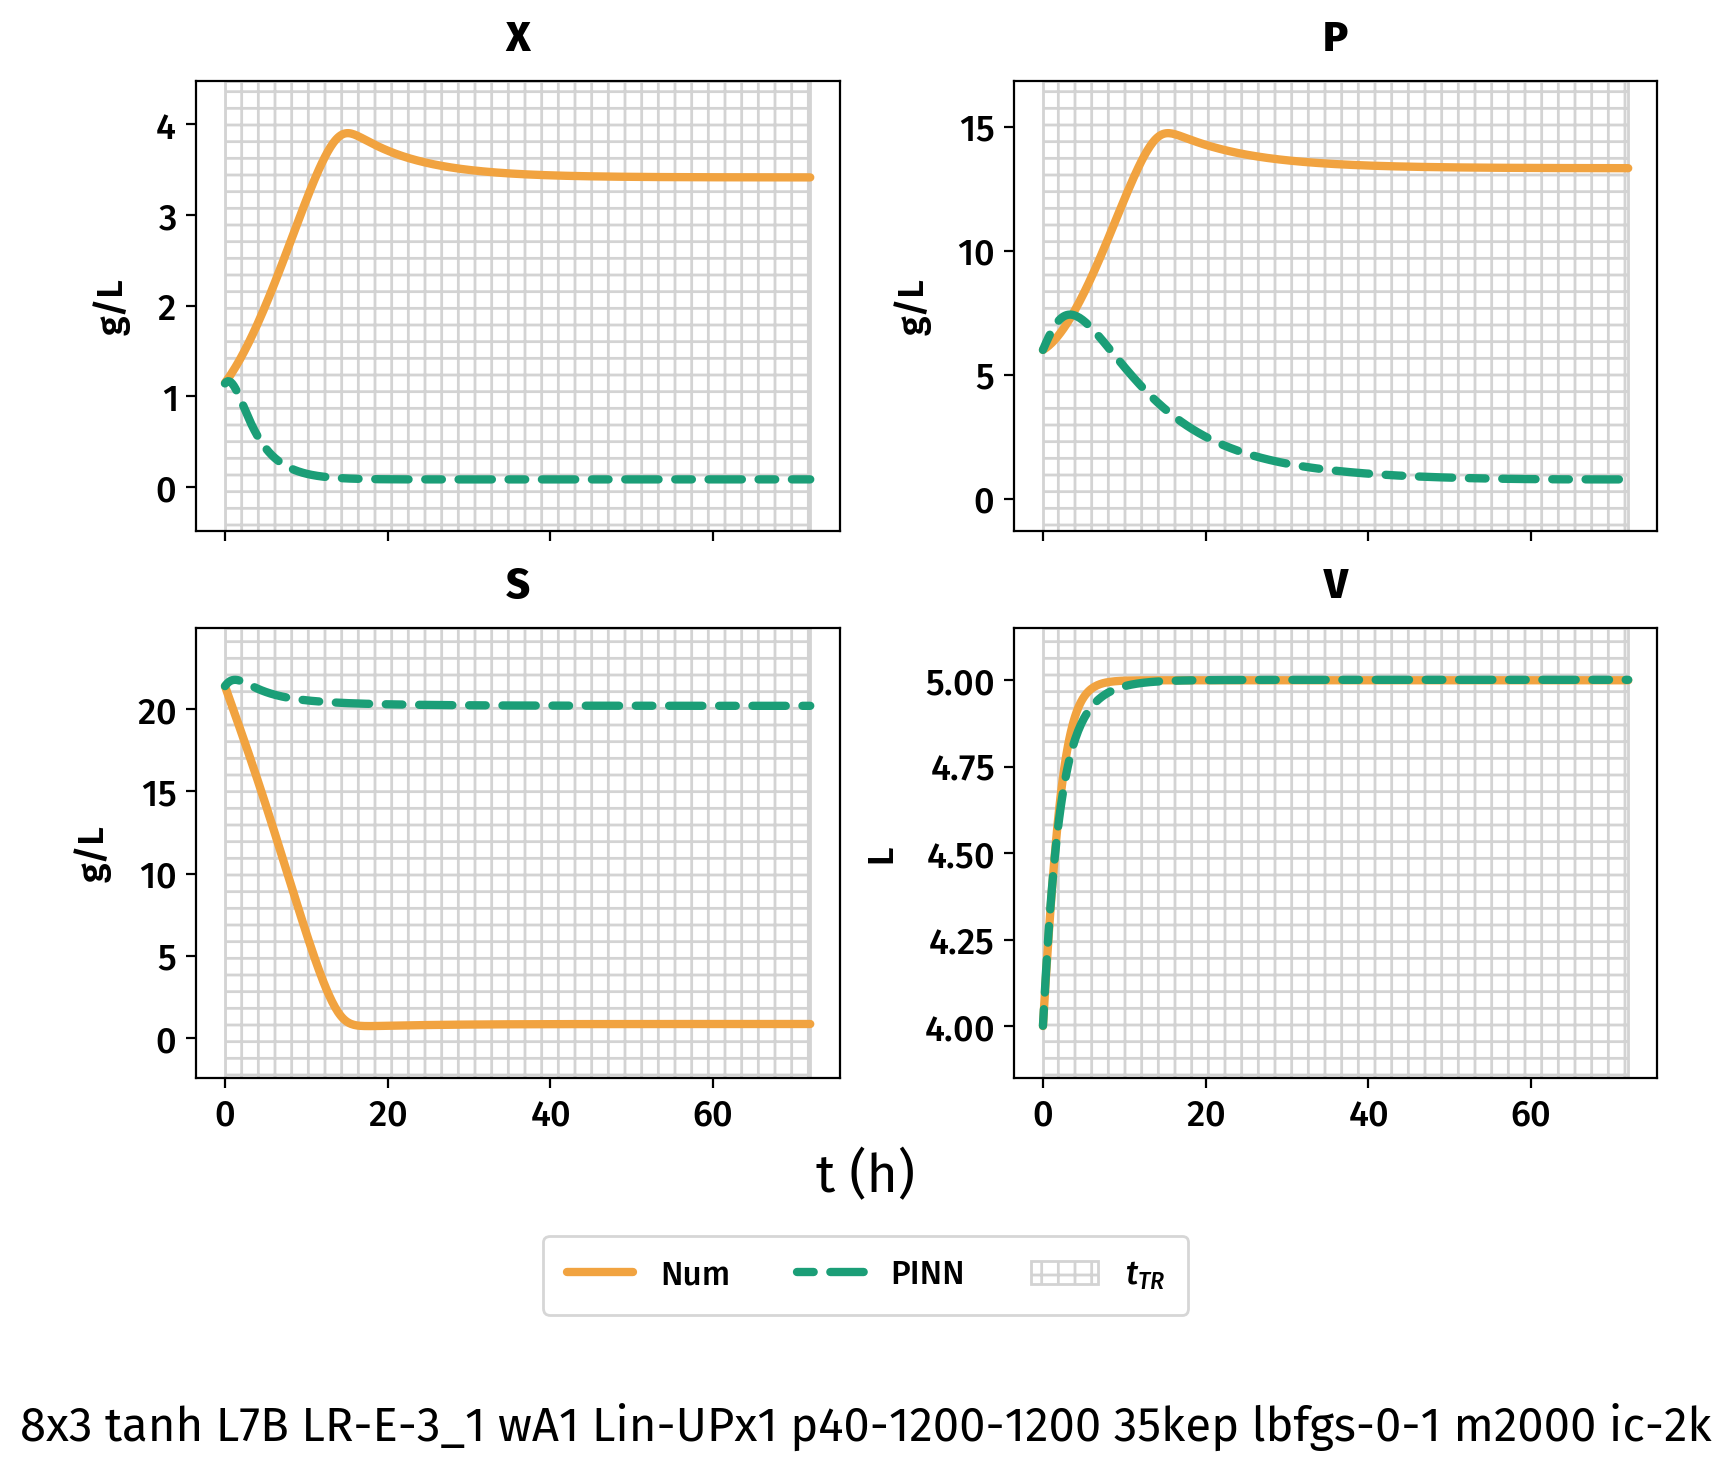 X
P
4
3
2
1
0
g/L
15
10
5
0
g/L
S
V
20
15
10
5
0
g/L
0 20 40 60
5.00
4.75
4.50
4.25
4.00
L
0 20 40 60
t (h)
Num PINN tTR
8x3 tanh L7B LR-E-3_1 wA1 Lin-UPx1 p40-1200-1200 35kep lbfgs-0-1 m2000 ic-2k